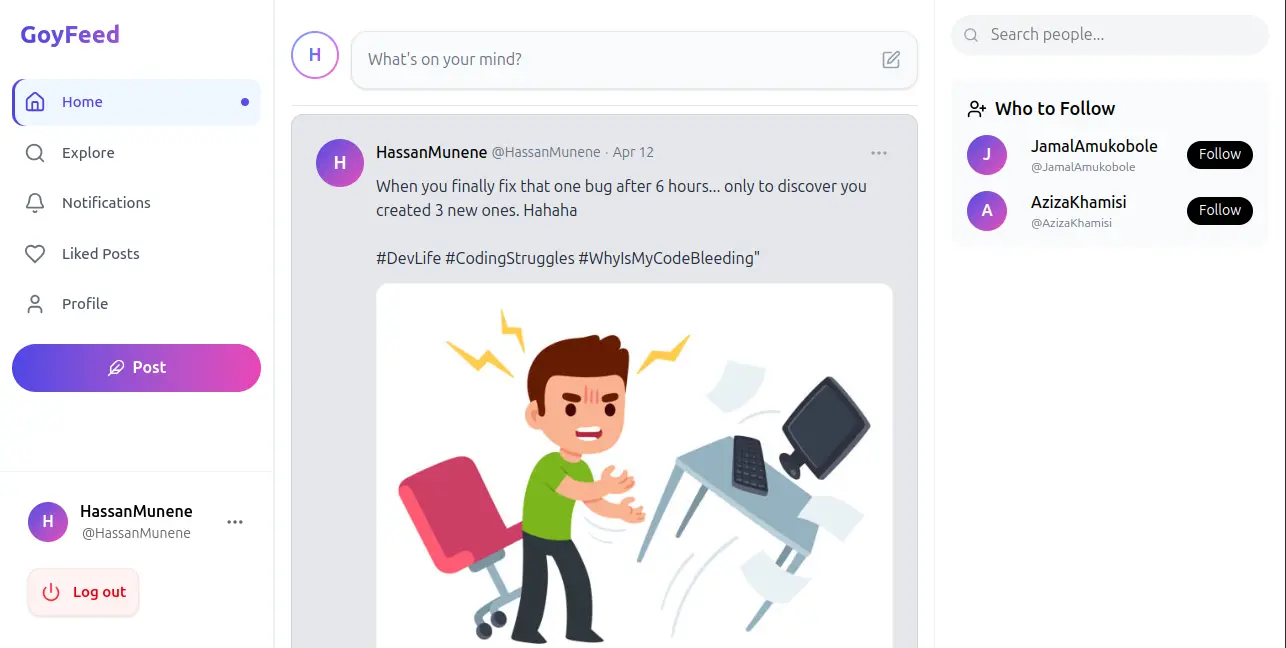 GoyFeed
Home
Explore
Notifications
Liked Posts
Profile
Post
H
HassanMunene
@HassanMunene
Log out
H
What's on your mind?
H
HassanMunene @HassanMunene · Apr 12
When you finally fix that one bug after 6 hours... only to discover you
created 3 new ones. Hahaha
#DevLife #CodingStruggles #WhyIsMyCodeBleeding"
Search people...
Who to Follow
J
JamalAmukobole
@JamalAmukobole
Follow
A
AzizaKhamisi
@AzizaKhamisi
Follow